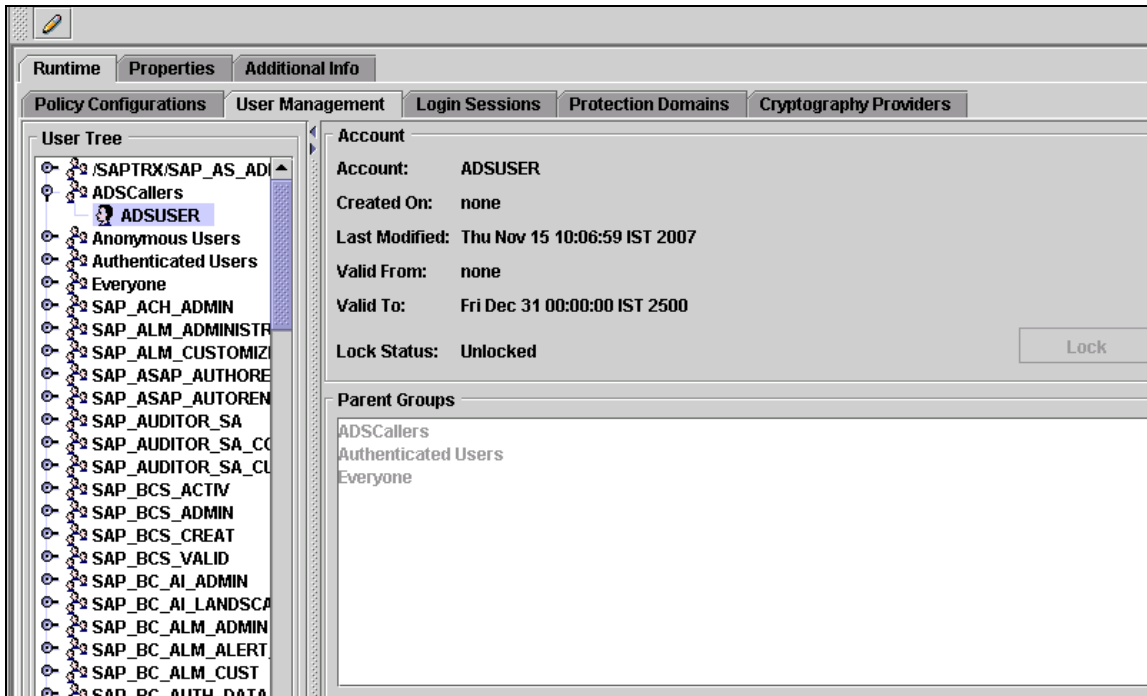 Runtime Properties Additional Info
Policy Configurations User Management Login Sessions Protection Domains Cryptography Providers
User Tree
/SAPTRX/SAP_AS_ADI
ADSCallers
ADSUSER
Anonymous Users
Authenticated Users
Everyone
SAP_ACH_ADMIN
SAP_ALM_ADMINISTR
SAP_ALM_CUSTOMIZI
SAP_ASAP_AUTHORE
SAP_ASAP_AUTOREN
SAP_AUDITOR_SA
SAP_AUDITOR_SA_CC
SAP_AUDITOR_SA_CU
SAP_BCS_ACTIV
SAP_BCS_ADMIN
SAP_BCS_CREAT
SAP_BCS_VALID
SAP_BC_AI_ADMIN
SAP_BC_AI_LANDSCA
SAP_BC_ALM_ADMIN
SAP_BC_ALM_ALERT_
SAP_BC_ALM_CUST
SAP_BC_AUTH_DATA
Account
Account: ADSUSER
Created On: none
Last Modified: Thu Nov 15 10:06:59 IST 2007
Valid From: none
Valid To: Fri Dec 31 00:00:00 IST 2500
Lock Status: Unlocked
Lock
Parent Groups
ADSCallers
Authenticated Users
Everyone